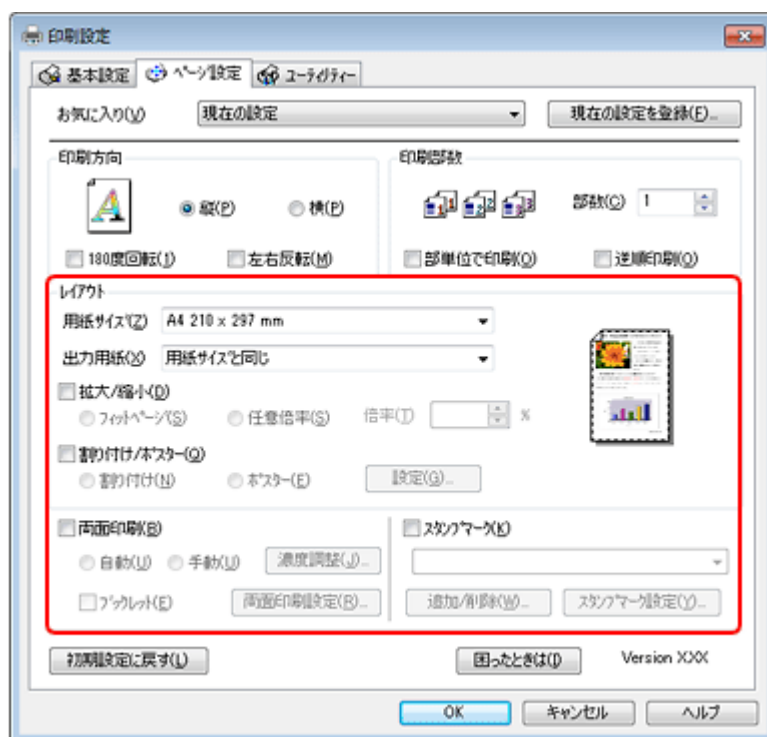 印刷設定
基本設定 ページ設定 ユーティリティー
お気に入り(V) 現在の設定 現在の設定を登録(F)...
印刷方向 印刷部数
縦(P) 横(P) 部数(C) 1
180度回転(1) 左右反転(M) 部単位で印刷(O) 逆順印刷(O)
レイアウト
用紙サイズ(Z) A4 210 x 297 mm
出力用紙(X) 用紙サイズと同じ
拡大/縮小(D)
フィットページ(S) 任意倍率(S) 倍率(T) %
割り付け/ポスター(Q)
割り付け(N) ポスター(E) 設定(G)...
両面印刷(B) スタンプマーク(K)
自動(U) 手動(U) 濃度調整(J)...
ブックレット(E) 両面印刷設定(R)... 追加/削除(W)... スタンプマーク設定(Y)...
初期設定に戻す(L) 困ったときは(I) Version XXX
OK キャンセル ヘルプ